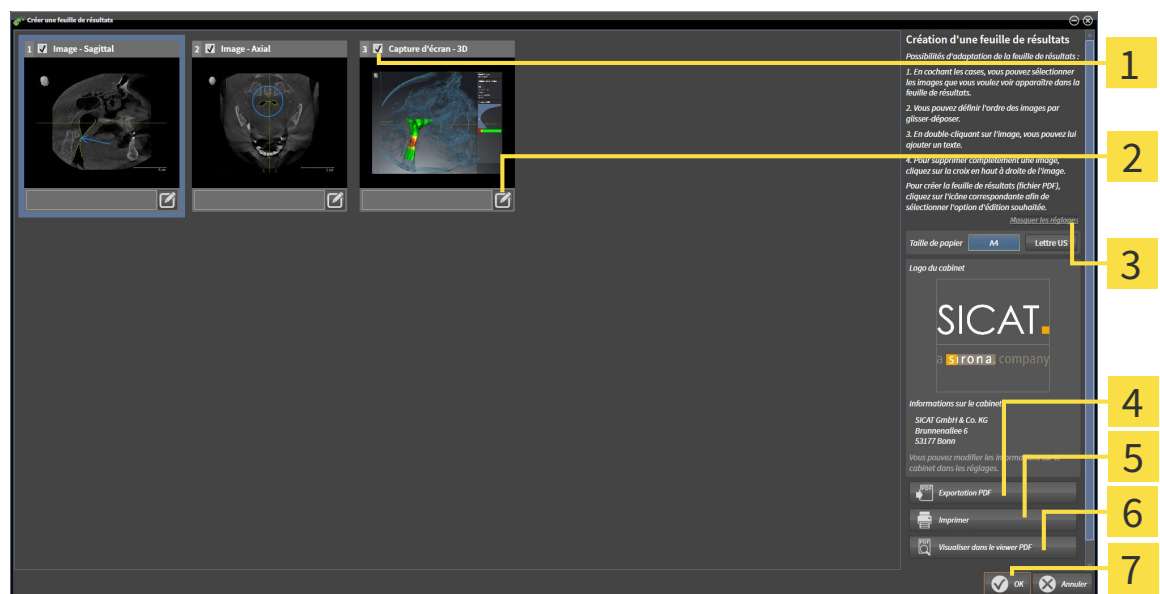 Créer une feuille de résultats
1 Image - Sagittal
2 Image - Axial
3 Capture d'écran - 3D
Création d'une feuille de résultats
Possibilités d'adaptation de la feuille de résultats :
1. En cochant les cases, vous pouvez sélectionner
les images que vous voulez voir apparaître dans la
feuille de résultats.
2. Vous pouvez définir l'ordre des images par
glisser-déposer.
3. En double-cliquant sur l'image, vous pouvez lui
ajouter un texte.
4. Pour supprimer complètement une image,
cliquez sur la croix en haut à droite de l'image.
Pour créer la feuille de résultats (fichier PDF),
cliquez sur l'icône correspondante afin de
sélectionner l'option d'édition souhaitée.
Masquer les réglages
Taille de papier
A4
Lettre US
Logo du cabinet
SICAT.
a sirona. company
Informations sur le cabinet
SICAT GmbH & Co. KG
Brunnenallee 6
53177 Bonn
Vous pouvez modifier les informations sur le
cabinet dans les réglages.
PDF
Exportation PDF
Imprimer
PDF
Visualiser dans le viewer PDF
OK
Annuler
1
2
3
4
5
6
7